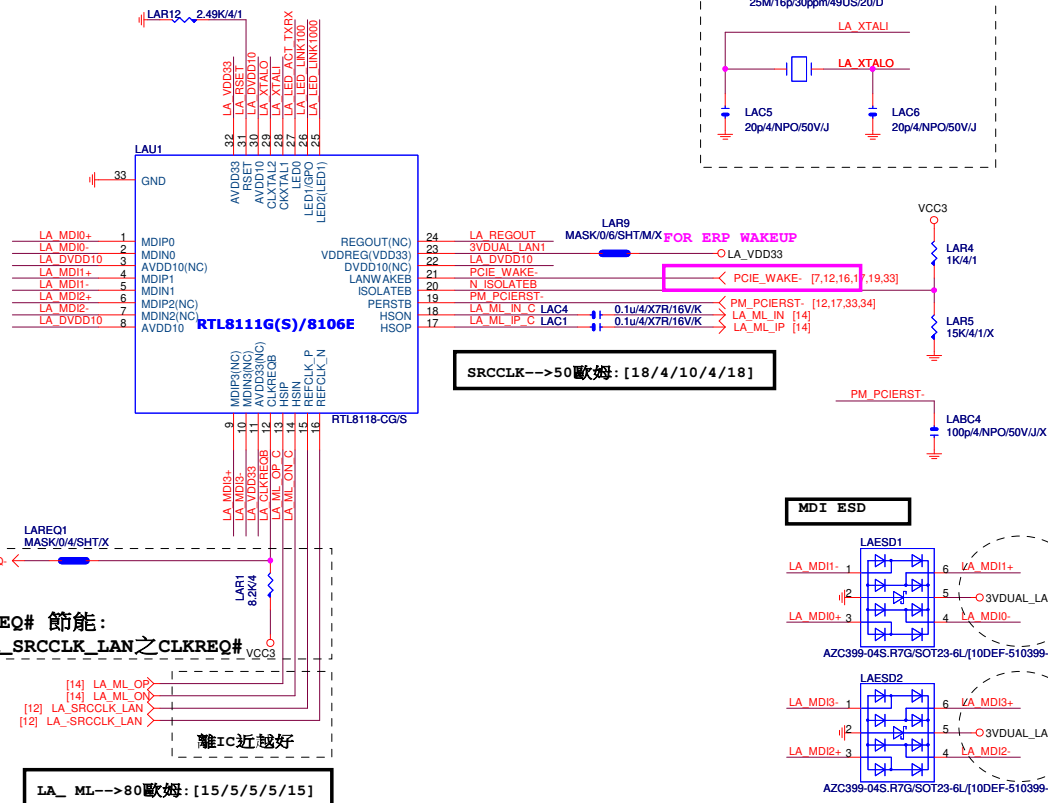 25M/16p/30ppm/49US/20/D
LAR12 2.49K/4/1
LA_VDD33
LA_RSET
LA_DVDD10
LA_XTALO
LA_XTALI
LA_LED_ACT_TXRX
LA_LED_LINK100
LA_LED_LINK1000
32 31 30 29 28 27 26 25
LA_XTALI
LA_XTALO
LAC5
20p/4/NPO/50V/J
LAC6
20p/4/NPO/50V/J
LAU1
33 GND
AVDD33
RSET
AVDD10
CLXTAL2
CKXTAL1
LED0
LED1/GPO
LED2(LED1)
LA_MDI0+ 1 MDIP0
LA_MDI0- 2 MDIN0
LA_DVDD10 3 AVDD10(NC)
LA_MDI1+ 4 MDIP1
LA_MDI1- 5 MDIN1
LA_MDI2+ 6 MDIP2(NC)
LA_MDI2- 7 MDIN2(NC)
LA_DVDD10 8 AVDD10
RTL8111G(S)/8106E
REGOUT(NC) 24 LA_REGOUT
VDDREG(VDD33) 23 3VDUAL_LAN1
DVDD10(NC) 22 LA_DVDD10
LANWAKEB 21 PCIE_WAKE-
ISOLATEB 20 N_ISOLATEB
PERSTB 19 PM_PCIERST-
HSON 18 LA_ML_IN_C LAC4 0.1u/4/X7R/16V/K LA_ML_IN [14]
HSOP 17 LA_ML_IP_C LAC1 0.1u/4/X7R/16V/K LA_ML_IP [14]
LAR9
MASK/0/6/SHT/M/X
FOR ERP WAKEUP
LA_VDD33
PCIE_WAKE- [7,12,16,17,19,33]
PM_PCIERST- [12,17,33,34]
VCC3
LAR4
1K/4/1
LAR5
15K/4/1/X
SRCCLK-->50歐姆:[18/4/10/4/18]
MDIP3(NC)
MDIN3(NC)
AVDD33(NC)
CLKREQB
HSIP
HSIN
REFCLK_P
REFCLK_N
RTL8118-CG/S
9 10 11 12 13 14 15 16
LA_MDI3+
LA_MDI3-
LA_VDD33
LA_CLKREQB
LA_ML_OP_C
LA_ML_ON_C
PM_PCIERST-
LABC4
100p/4/NPO/50V/J/X
LAREQ1
MASK/0/4/SHT/X
LAR1
8.2K/4
VCC3
EQ# 節能:
_SRCCLK_LAN之CLKREQ#
[14] LA_ML_OP
[14] LA_ML_ON
[12] LA_SRCCLK_LAN
[12] LA_-SRCCLK_LAN
離IC近越好
LA_ ML-->80歐姆:[15/5/5/5/15]
MDI ESD
LAESD1
LA_MDI1- 1 6 LA_MDI1+
2 5 3VDUAL_LA
LA_MDI0+ 3 4 LA_MDI0-
AZC399-04S.R7G/SOT23-6L/[10DEF-510399-
LAESD2
LA_MDI3- 1 6 LA_MDI3+
2 5 3VDUAL_LA
LA_MDI2+ 3 4 LA_MDI2-
AZC399-04S.R7G/SOT23-6L/[10DEF-510399-